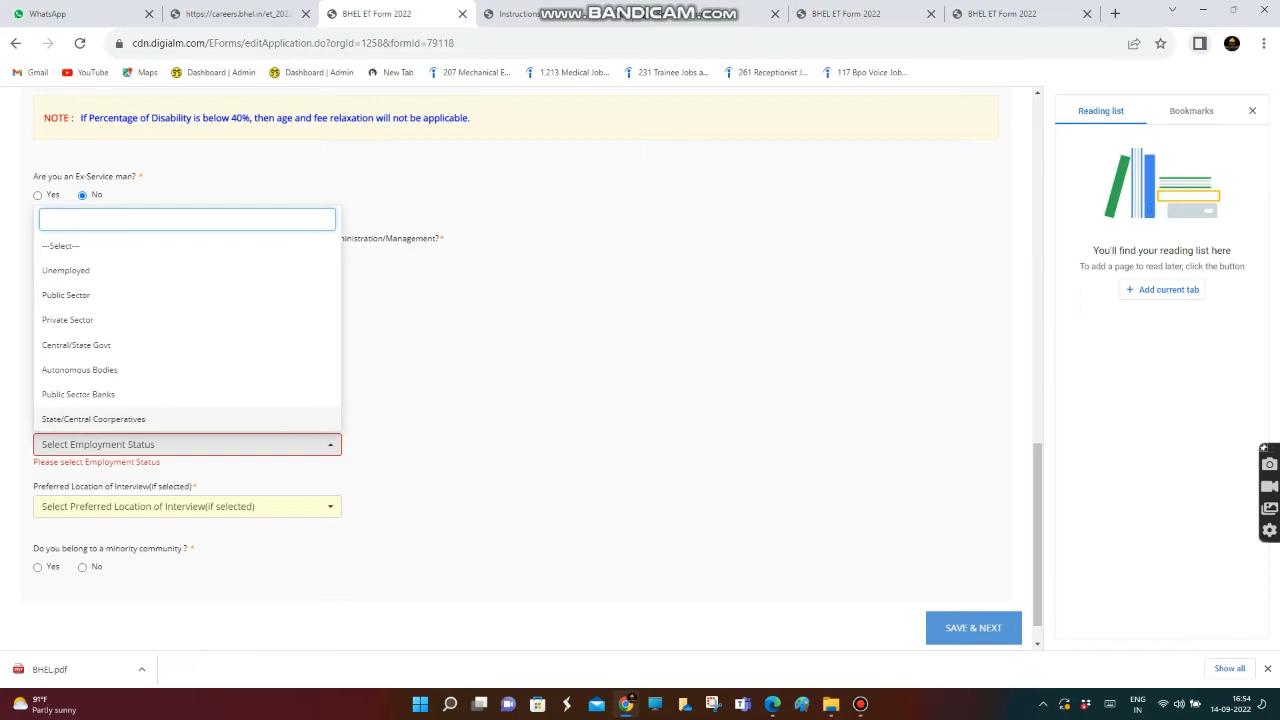 WhatsApp
https://careers.bhel.in/et_202
BHEL ET Form 2022
Instructions
BHEL ET Form 2022
BHEL ET Form 2022
www.BANDICAM.com
cdn.digialm.com/EForms/editApplication.do?orgId=1258&formId=79118
Gmail
YouTube
Maps
Dashboard | Admin
Dashboard | Admin
New Tab
207 Mechanical E...
1,213 Medical Job...
231 Trainee Jobs a...
261 Receptionist J...
117 Bpo Voice Job...
NOTE : If Percentage of Disability is below 40%, then age and fee relaxation will not be applicable.
Are you an Ex-Service man? *
Yes No
ministration/Management?*
---Select---
Unemployed
Public Sector
Private Sector
Central/State Govt
Autonomous Bodies
Public Sector Banks
State/Central Coorperatives
Select Employment Status
Please select Employment Status
Preferred Location of Interview(if selected)*
Select Preferred Location of Interview(if selected)
Do you belong to a minority community ? *
Yes No
SAVE & NEXT
Reading list
Bookmarks
You'll find your reading list here
To add a page to read later, click the button
+ Add current tab
BHEL.pdf
Show all
91°F
Partly sunny
ENG
IN
16:54
14-09-2022